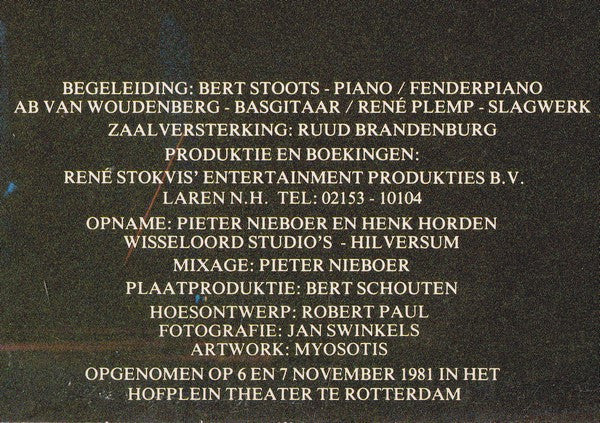 BEGELEIDING: BERT STOOTS - PIANO / FENDERPIANO
AB VAN WOUDENBERG - BASGITAAR / RENÉ PLEMP - SLAGWERK
ZAALVERSTERKING: RUUD BRANDENBURG
PRODUKTIE EN BOEKINGEN:
RENÉ STOKVIS' ENTERTAINMENT PRODUKTIES B.V.
LAREN N.H. TEL: 02153 - 10104
OPNAME: PIETER NIEBOER EN HENK HORDEN
WISSELOORD STUDIO'S - HILVERSUM
MIXAGE: PIETER NIEBOER
PLAATPRODUKTIE: BERT SCHOUTEN
HOESONTWERP: ROBERT PAUL
FOTOGRAFIE: JAN SWINKELS
ARTWORK: MYOSOTIS
OPGENOMEN OP 6 EN 7 NOVEMBER 1981 IN HET
HOFPLEIN THEATER TE ROTTERDAM